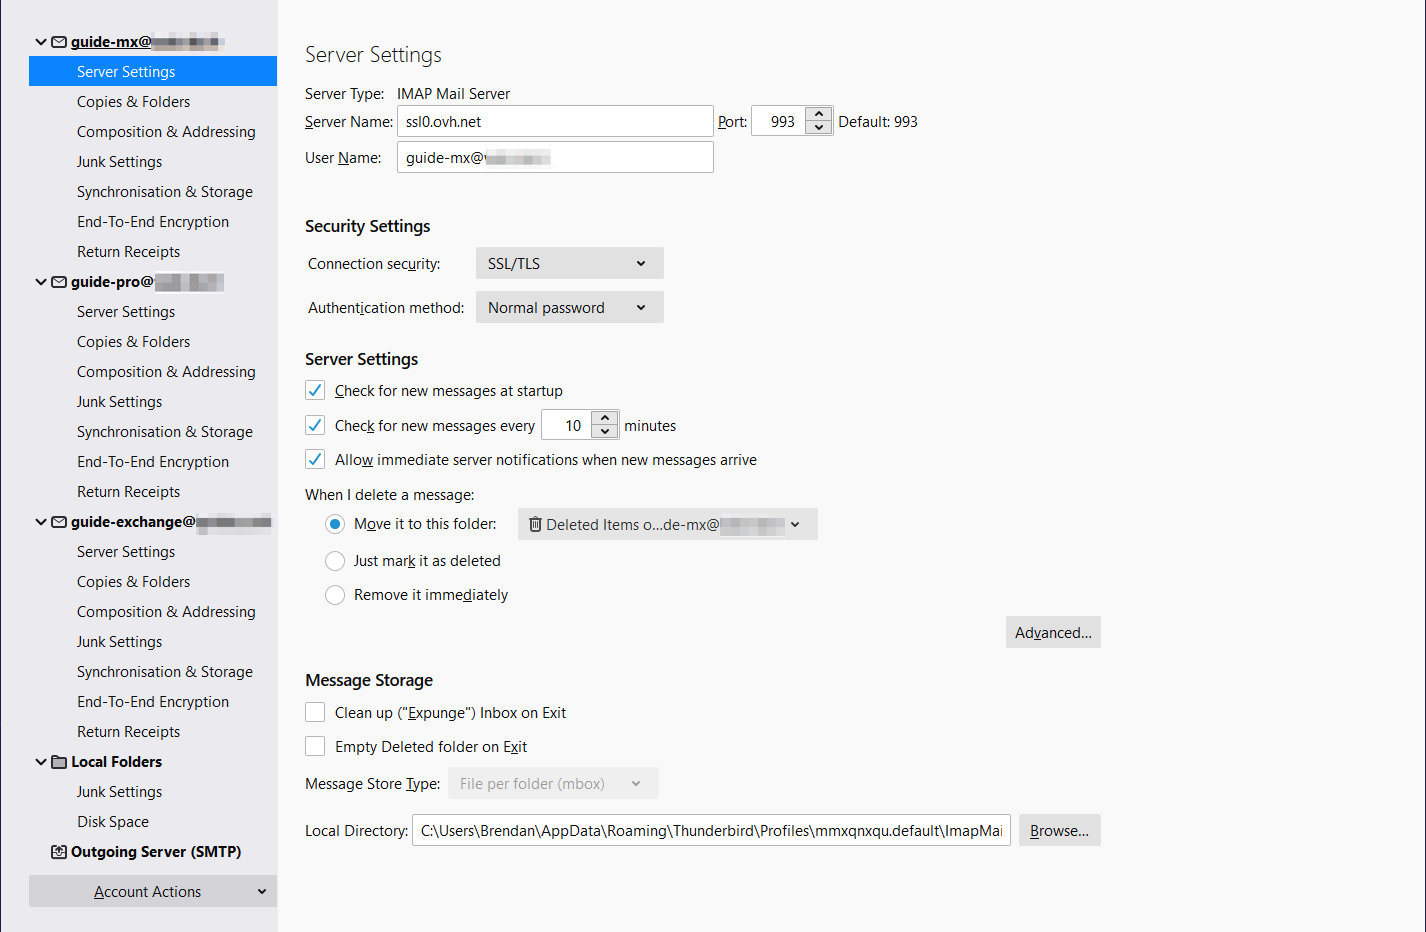 guide-mx@
Server Settings
Copies & Folders
Composition & Addressing
Junk Settings
Synchronisation & Storage
End-To-End Encryption
Return Receipts
guide-pro@
Server Settings
Copies & Folders
Composition & Addressing
Junk Settings
Synchronisation & Storage
End-To-End Encryption
Return Receipts
guide-exchange@
Server Settings
Copies & Folders
Composition & Addressing
Junk Settings
Synchronisation & Storage
End-To-End Encryption
Return Receipts
Local Folders
Junk Settings
Disk Space
Outgoing Server (SMTP)
Account Actions
Server Settings
Server Type: IMAP Mail Server
Server Name: ssl0.ovh.net Port: 993 Default: 993
User Name: guide-mx@
Security Settings
Connection security: SSL/TLS
Authentication method: Normal password
Server Settings
Check for new messages at startup
Check for new messages every 10 minutes
Allow immediate server notifications when new messages arrive
When I delete a message:
Move it to this folder: Deleted Items o...de-mx@
Just mark it as deleted
Remove it immediately
Advanced...
Message Storage
Clean up ("Expunge") Inbox on Exit
Empty Deleted folder on Exit
Message Store Type: File per folder (mbox)
Local Directory: C:\Users\Brendan\AppData\Roaming\Thunderbird\Profiles\mmxqnxqu.default\ImapMai Browse...